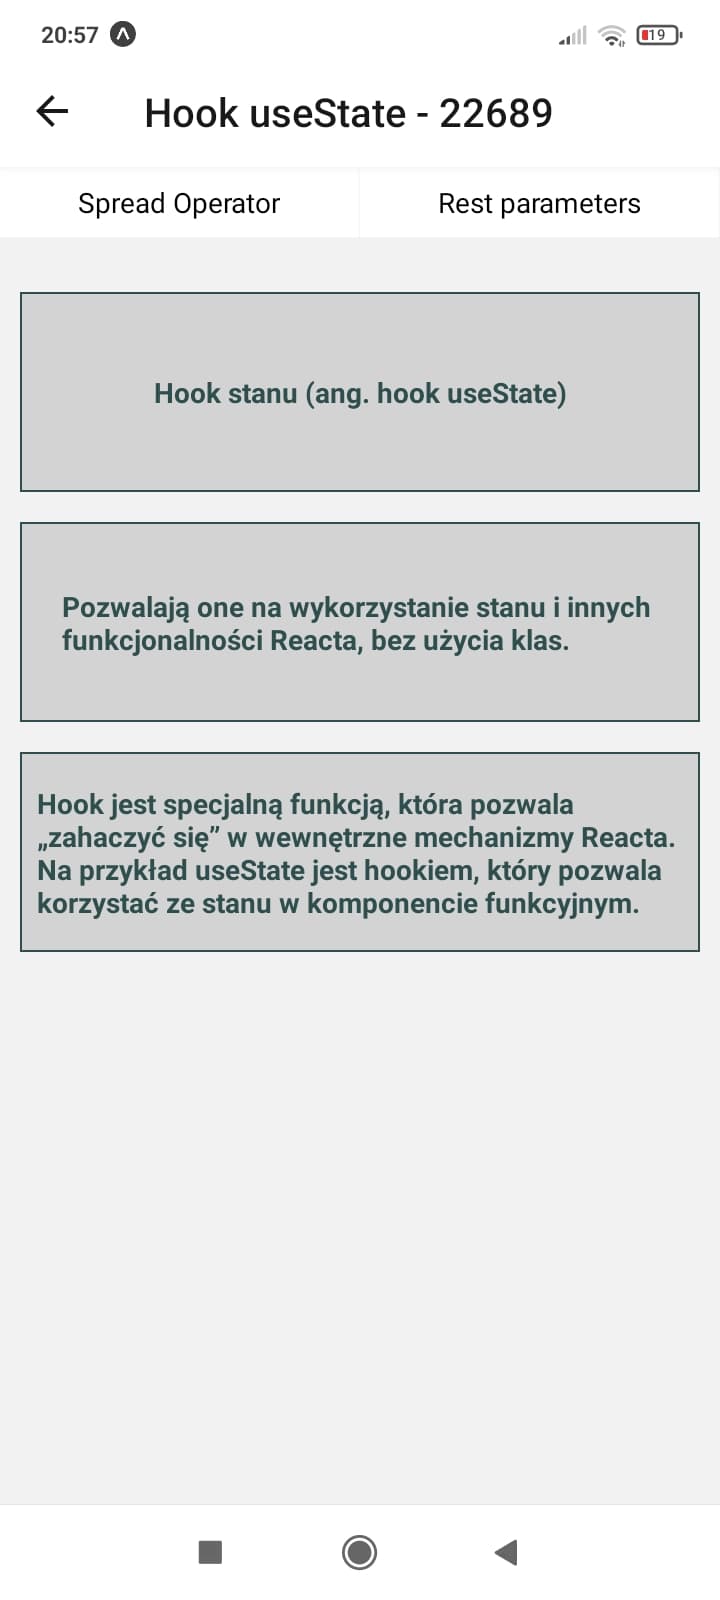 20:57
19
Hook useState - 22689
Spread Operator
Rest parameters
Hook stanu (ang. hook useState)
Pozwalają one na wykorzystanie stanu i innych
funkcjonalności Reacta, bez użycia klas.
Hook jest specjalną funkcją, która pozwala
„zahaczyć się” w wewnętrzne mechanizmy Reacta.
Na przykład useState jest hookiem, który pozwala
korzystać ze stanu w komponencie funkcyjnym.